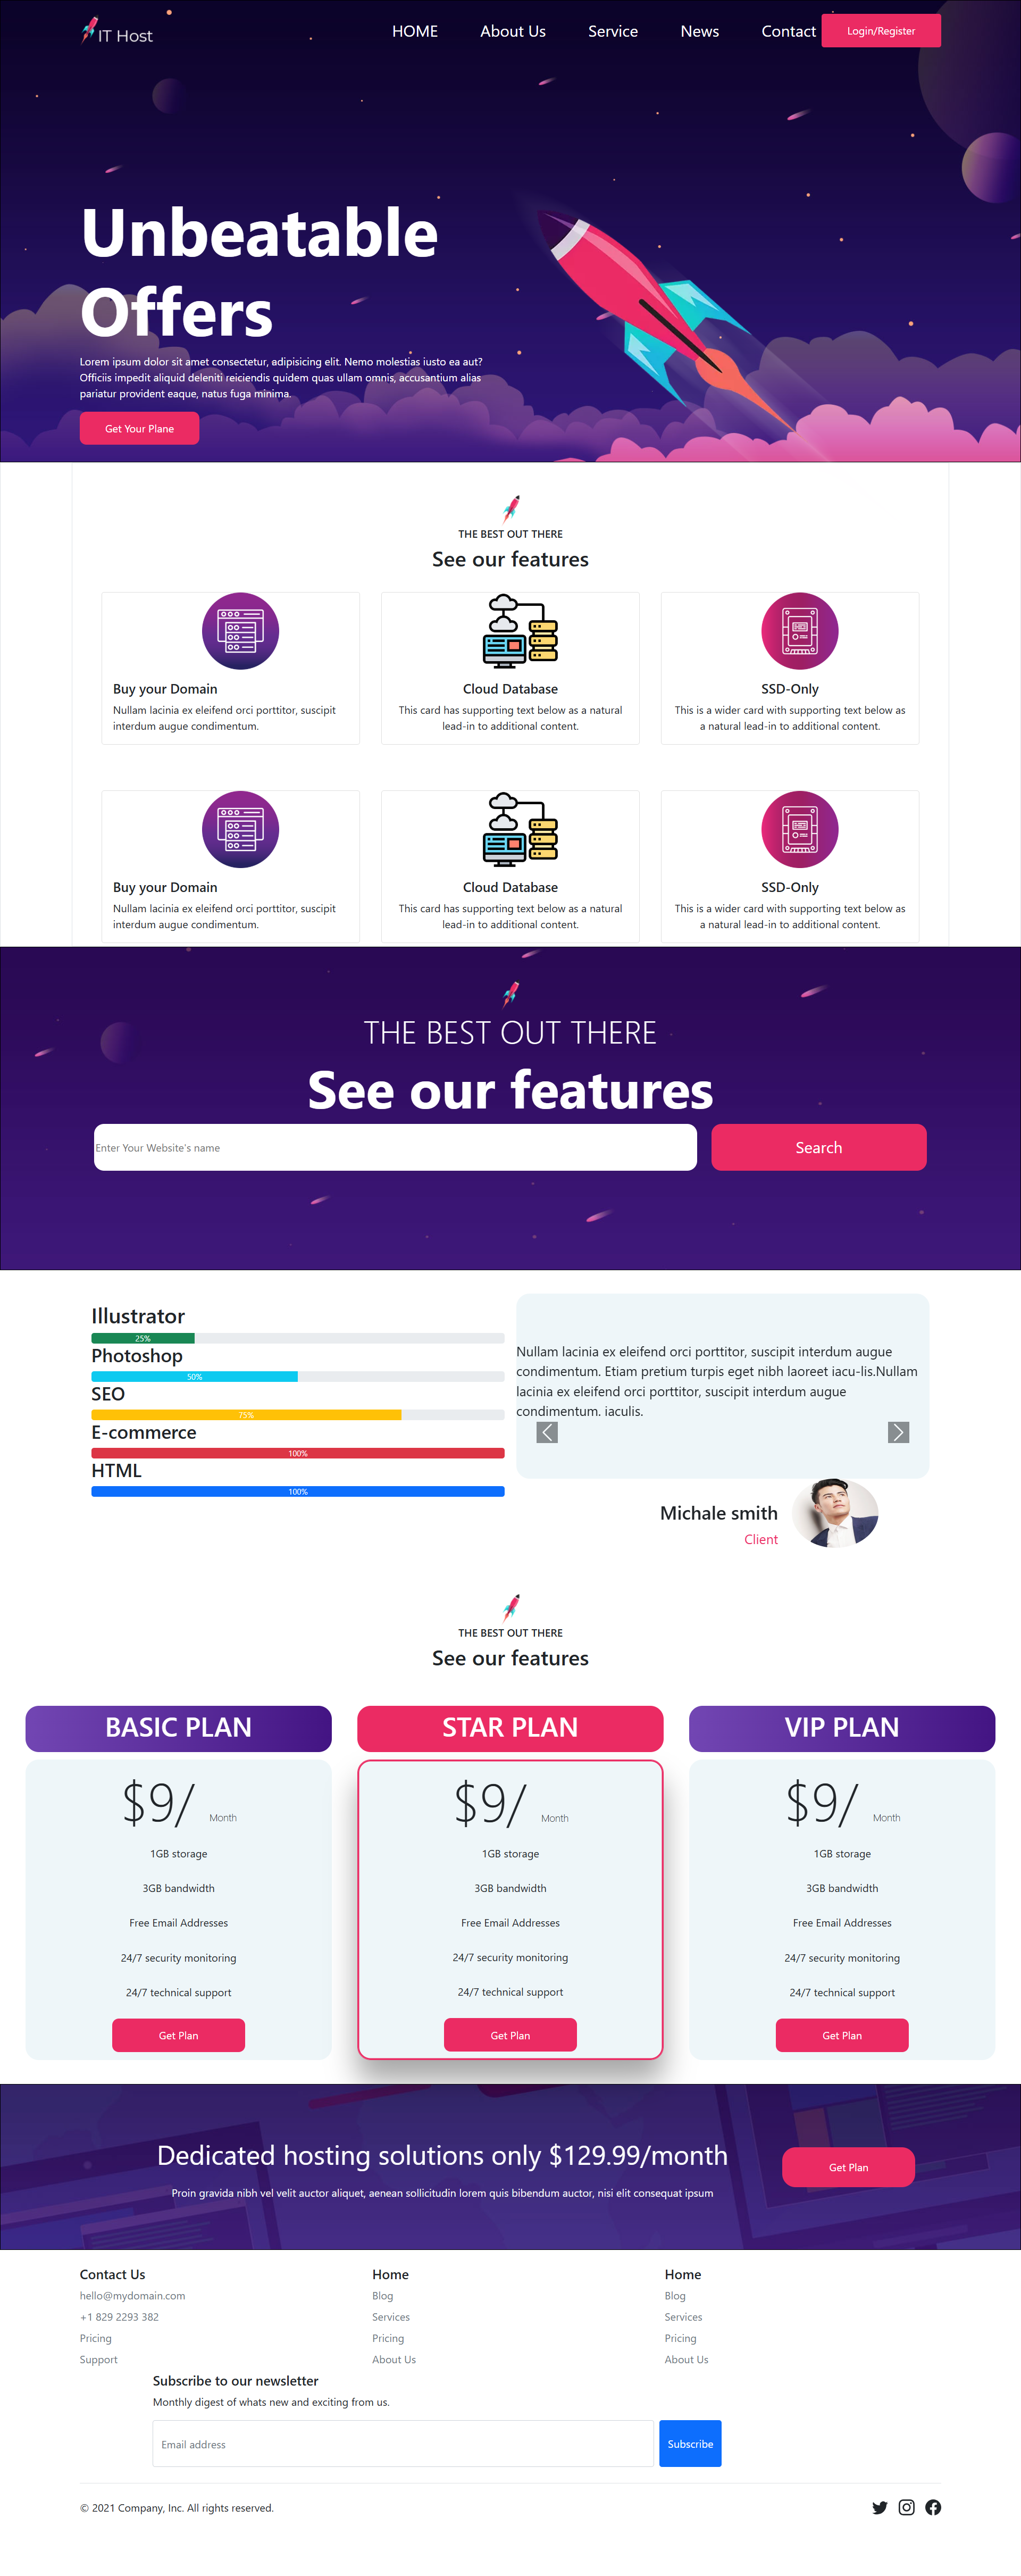 IT Host
HOME About Us Service News Contact Login/Register
Unbeatable
Offers
Lorem ipsum dolor sit amet consectetur, adipisicing elit. Nemo molestias iusto ea aut?
Officiis impedit aliquid deleniti reiciendis quidem quas ullam omnis, accusantium alias
pariatur provident eaque, natus fuga minima.
Get Your Plane
THE BEST OUT THERE
See our features
Buy your Domain
Nullam lacinia ex eleifend orci porttitor, suscipit
interdum augue condimentum.
Cloud Database
This card has supporting text below as a natural
lead-in to additional content.
SSD-Only
This is a wider card with supporting text below as
a natural lead-in to additional content.
Buy your Domain
Nullam lacinia ex eleifend orci porttitor, suscipit
interdum augue condimentum.
Cloud Database
This card has supporting text below as a natural
lead-in to additional content.
SSD-Only
This is a wider card with supporting text below as
a natural lead-in to additional content.
THE BEST OUT THERE
See our features
Enter Your Website's name
Search
Illustrator
25%
Photoshop
50%
SEO
75%
E-commerce
100%
HTML
100%
Nullam lacinia ex eleifend orci porttitor, suscipit interdum augue
condimentum. Etiam pretium turpis eget nibh laoreet iacu-lis.Nullam
lacinia ex eleifend orci porttitor, suscipit interdum augue
condimentum. iaculis.
Michale smith
Client
THE BEST OUT THERE
See our features
BASIC PLAN
$9/ Month
1GB storage
3GB bandwidth
Free Email Addresses
24/7 security monitoring
24/7 technical support
Get Plan
STAR PLAN
$9/ Month
1GB storage
3GB bandwidth
Free Email Addresses
24/7 security monitoring
24/7 technical support
Get Plan
VIP PLAN
$9/ Month
1GB storage
3GB bandwidth
Free Email Addresses
24/7 security monitoring
24/7 technical support
Get Plan
Dedicated hosting solutions only $129.99/month
Proin gravida nibh vel velit auctor aliquet, aenean sollicitudin lorem quis bibendum auctor, nisi elit consequat ipsum
Get Plan
Contact Us
hello@mydomain.com
+1 829 2293 382
Pricing
Support
Home
Blog
Services
Pricing
About Us
Home
Blog
Services
Pricing
About Us
Subscribe to our newsletter
Monthly digest of whats new and exciting from us.
Email address
Subscribe
© 2021 Company, Inc. All rights reserved.